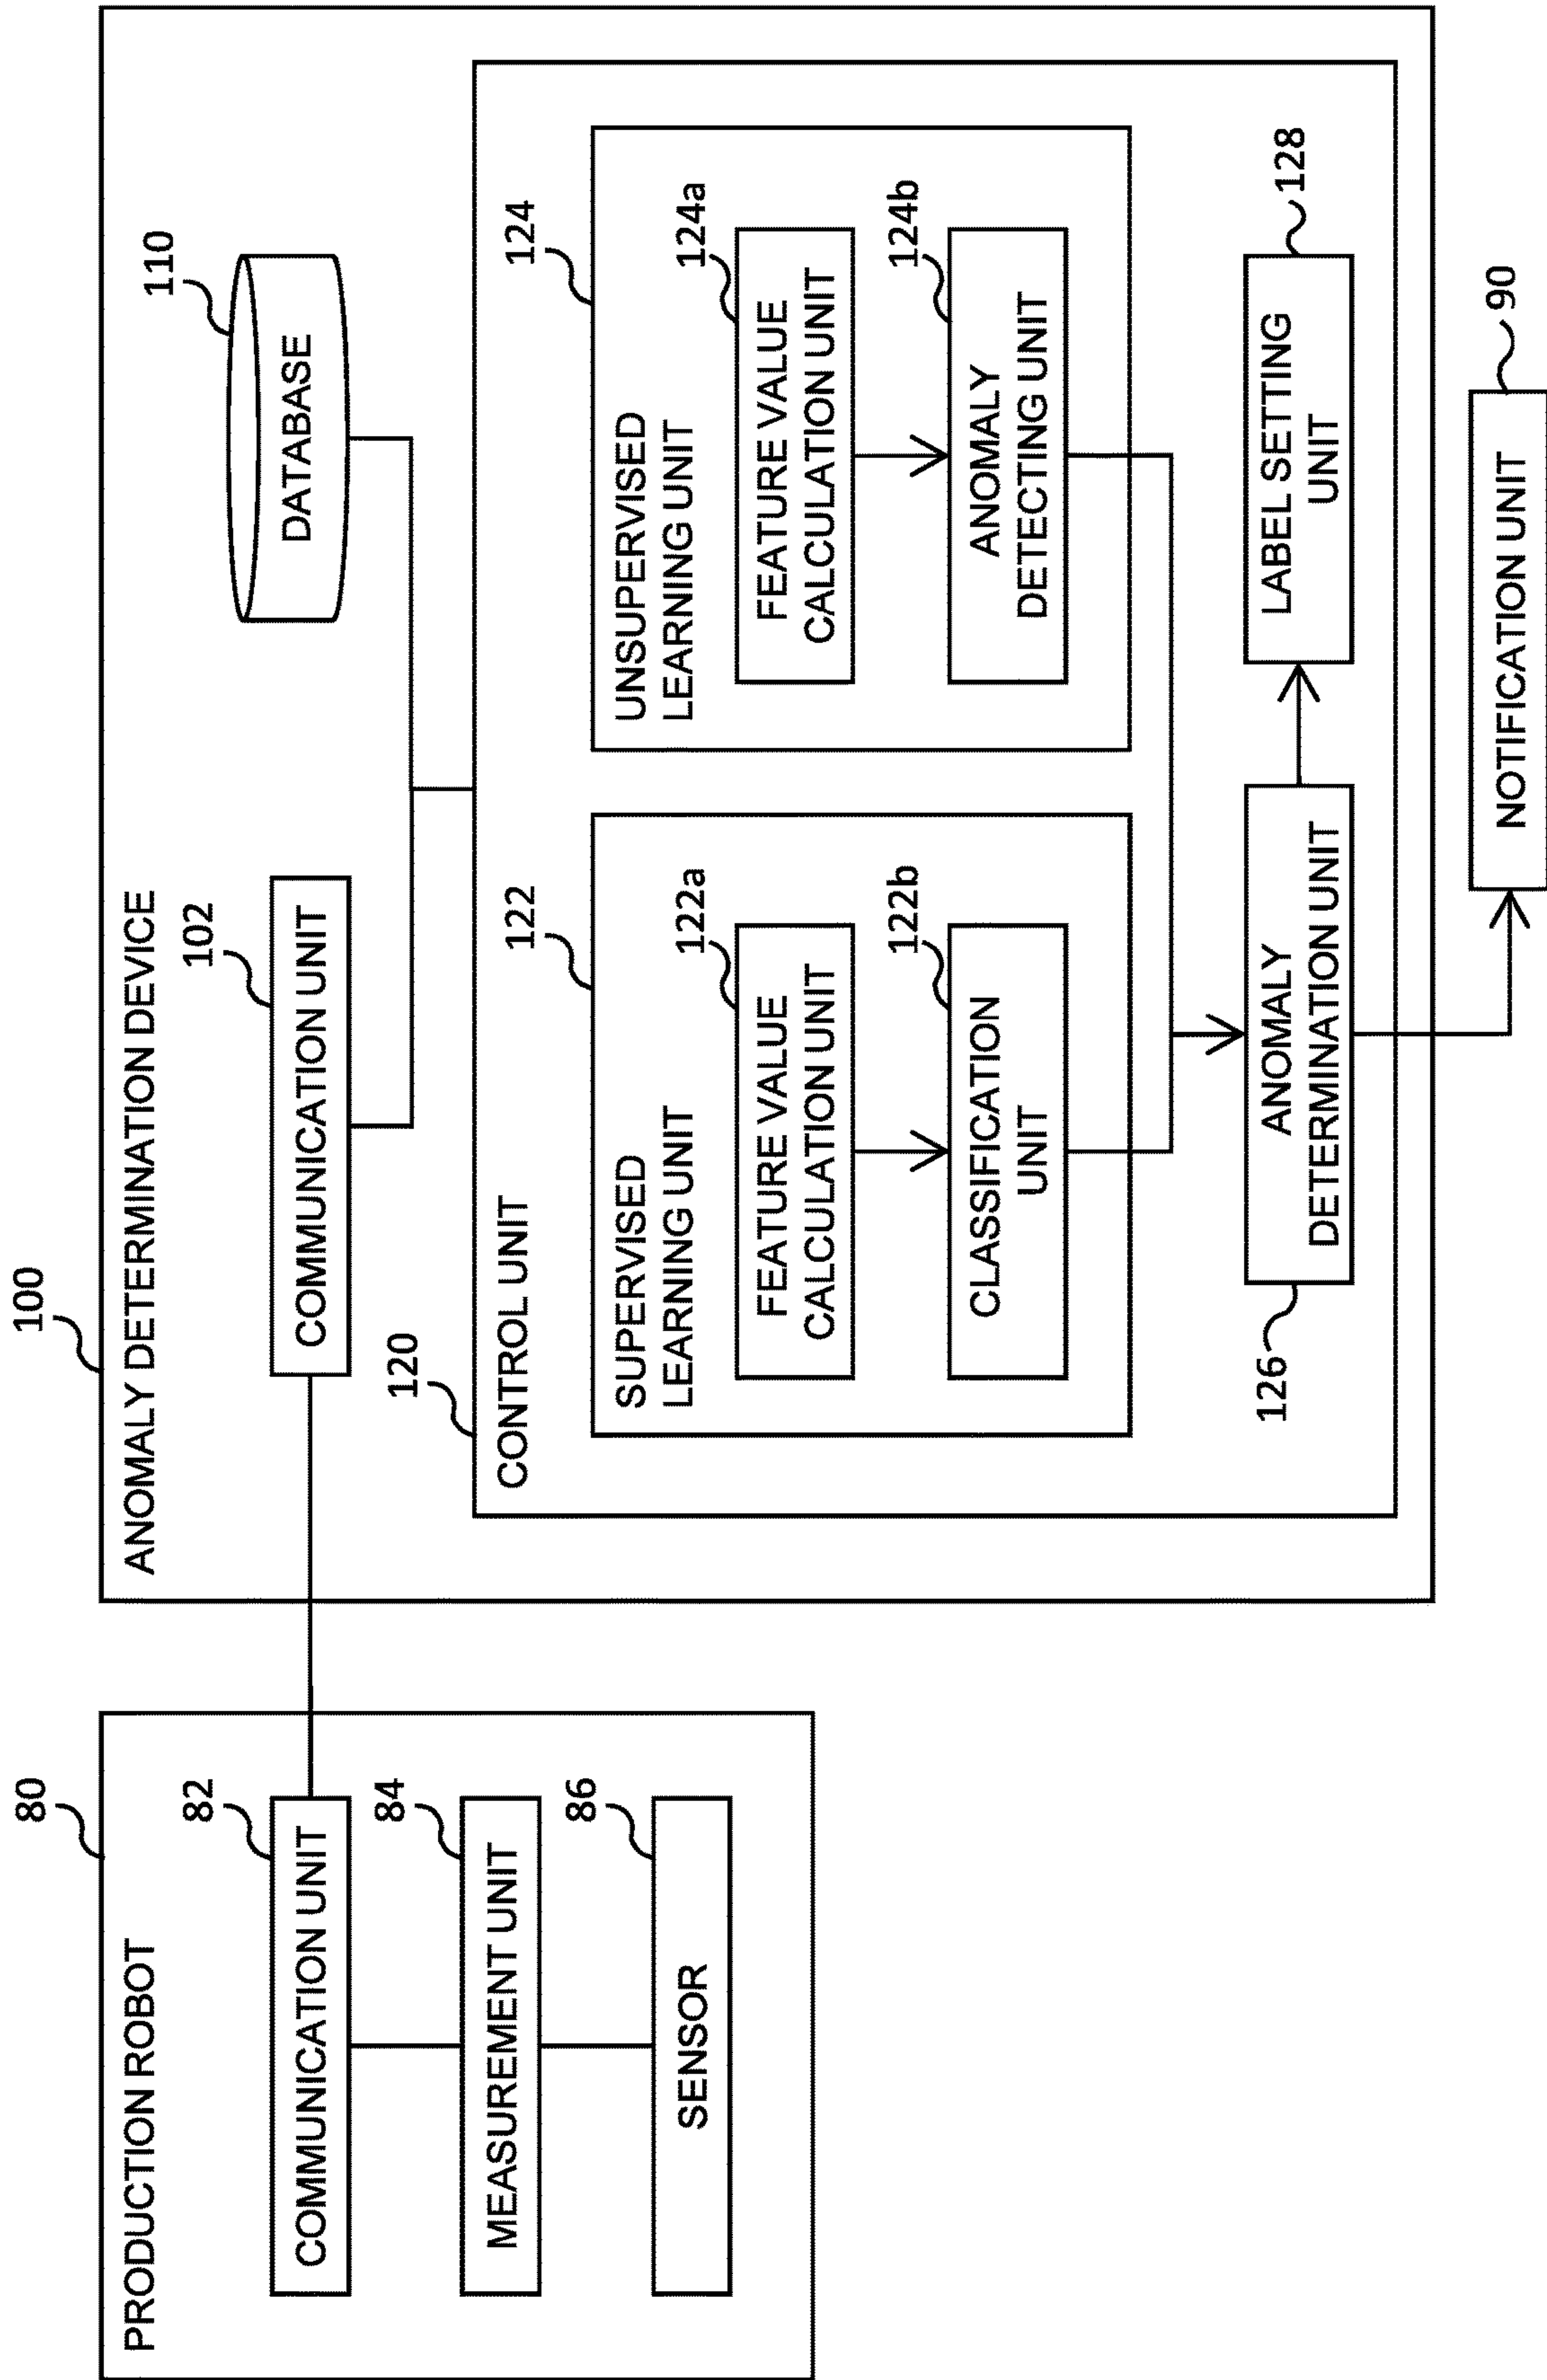 80
PRODUCTION ROBOT
82
COMMUNICATION UNIT
84
MEASUREMENT UNIT
86
SENSOR
100
ANOMALY DETERMINATION DEVICE
102
COMMUNICATION UNIT
110
DATABASE
120
CONTROL UNIT
122
SUPERVISED
LEARNING UNIT
122a
FEATURE VALUE
CALCULATION UNIT
122b
CLASSIFICATION
UNIT
124
UNSUPERVISED
LEARNING UNIT
124a
FEATURE VALUE
CALCULATION UNIT
124b
ANOMALY
DETECTING UNIT
126
ANOMALY
DETERMINATION UNIT
128
LABEL SETTING
UNIT
90
NOTIFICATION UNIT